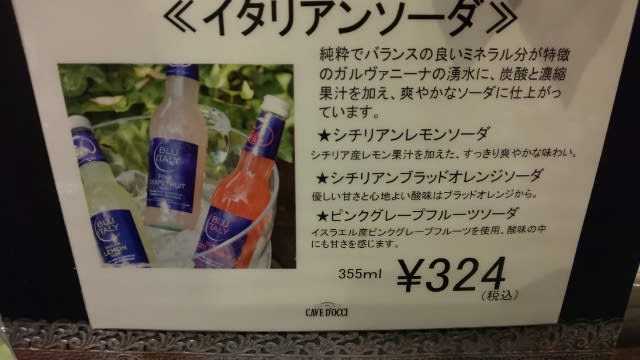 ≪イタリアンソーダ≫
純粋でバランスの良いミネラル分が特徴
のガルヴァニーナの湧水に、炭酸と濃縮
果汁を加え、爽やかなソーダに仕上がっ
ています。
★シチリアンレモンソーダ
シチリア産レモン果汁を加えた、すっきり爽やかな味わい。
★シチリアンブラッドオレンジソーダ
優しい甘さと心地よい酸味はブラッドオレンジから。
★ピンクグレープフルーツソーダ
イスラエル産ピンクグレープフルーツを使用、酸味の中
にも甘さを感じます。
355ml ¥324
(税込)
CAVE D'OCCI
BLU
ITALY
PINK
GRAPEFRUIT
BLU
ITALY
LEMON
BLU
ITALY